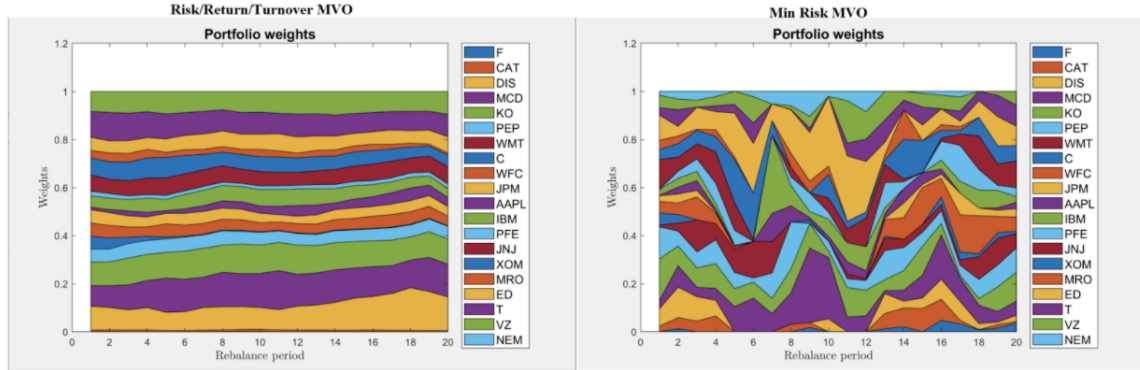 Risk/Return/Turnover MVO
Portfolio weights
1.2
1
0.8
0.6
0.4
0.2
0
Weights
0 2 4 6 8 10 12 14 16 18 20
Rebalance period
F
CAT
DIS
MCD
KO
PEP
WMT
C
WFC
JPM
AAPL
IBM
PFE
JNJ
XOM
MRO
ED
T
VZ
NEM
Min Risk MVO
Portfolio weights
1.2
1
0.8
0.6
0.4
0.2
0
Weights
0 2 4 6 8 10 12 14 16 18 20
Rebalance period
F
CAT
DIS
MCD
KO
PEP
WMT
C
WFC
JPM
AAPL
IBM
PFE
JNJ
XOM
MRO
ED
T
VZ
NEM